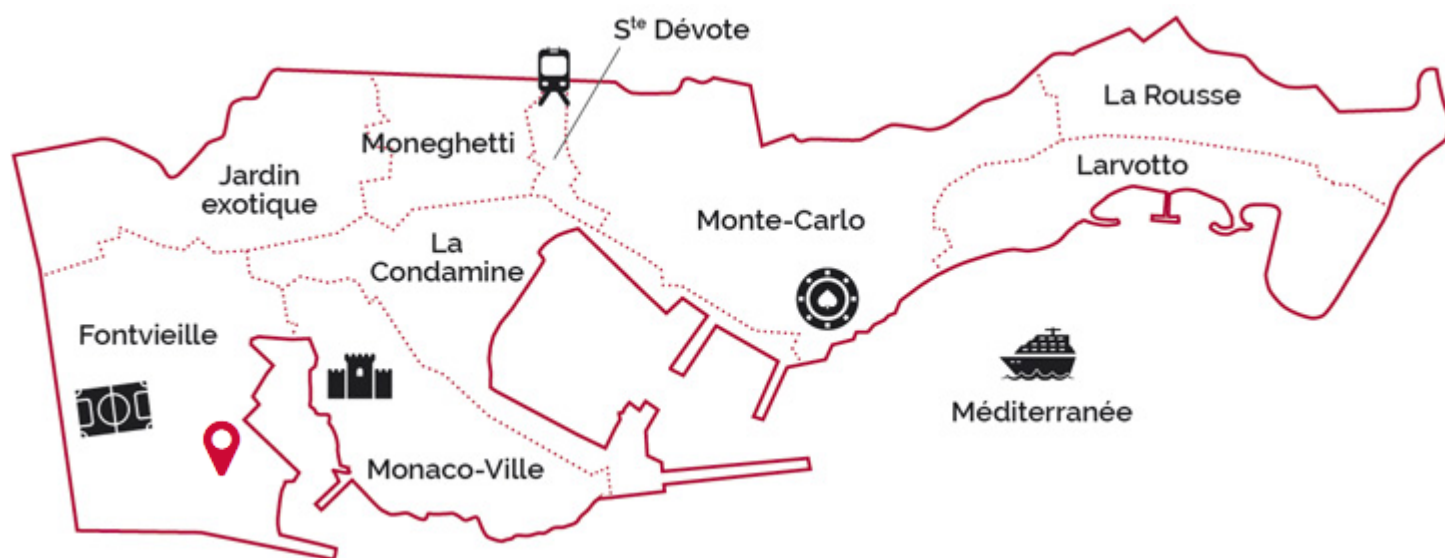 Ste Dévote
La Rousse
Moneghetti
Larvotto
Jardin
exotique
Monte-Carlo
La
Condamine
Fontvieille
Méditerranée
Monaco-Ville